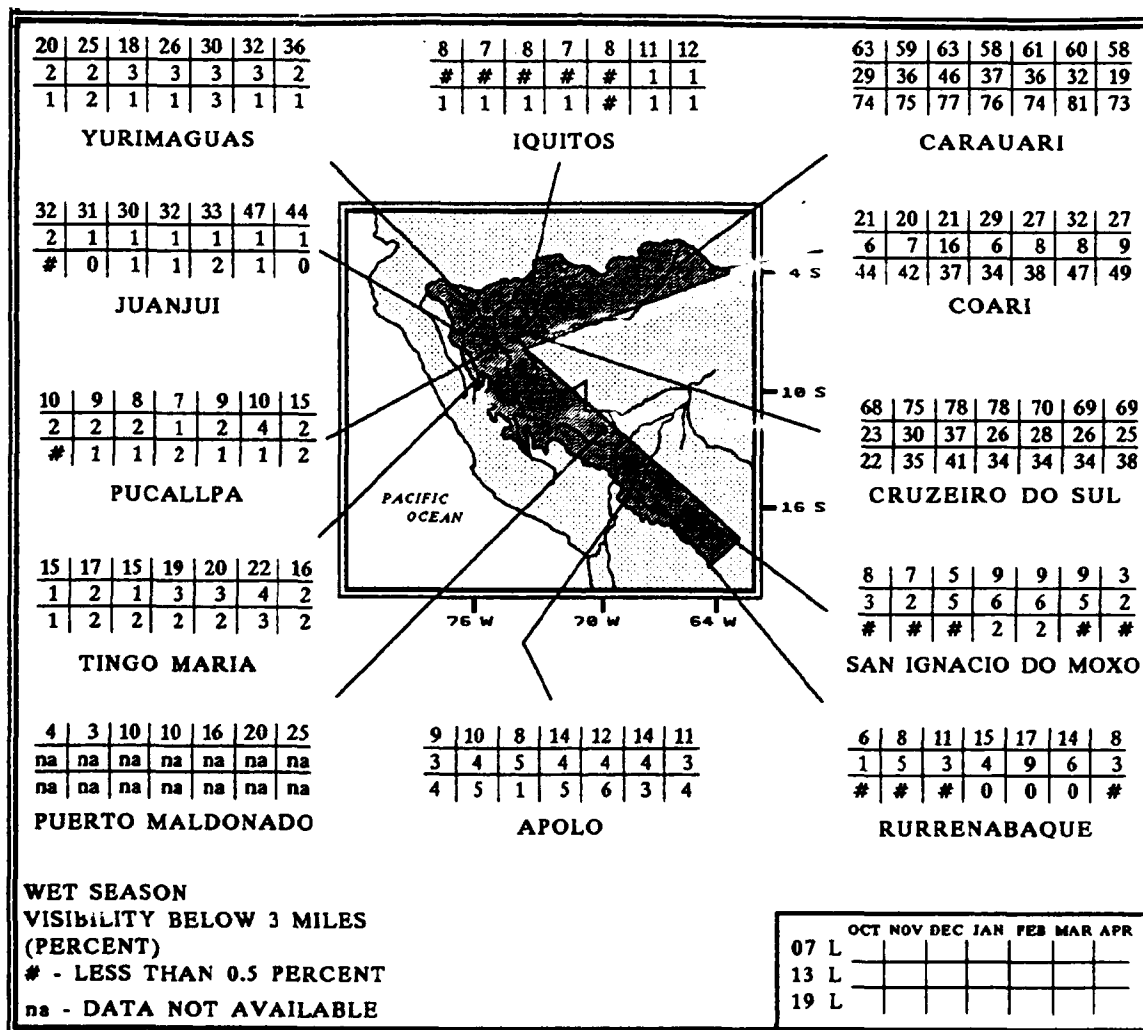 20 | 25 | 18 | 26 | 30 | 32 | 36
2 | 2 | 3 | 3 | 3 | 3 | 2
1 | 2 | 1 | 1 | 3 | 1 | 1
YURIMAGUAS
8 | 7 | 8 | 7 | 8 | 11 | 12
# | # | # | # | # | 1 | 1
1 | 1 | 1 | 1 | # | 1 | 1
IQUITOS
63 | 59 | 63 | 58 | 61 | 60 | 58
29 | 36 | 46 | 37 | 36 | 32 | 19
74 | 75 | 77 | 76 | 74 | 81 | 73
CARAUARI
32 | 31 | 30 | 32 | 33 | 47 | 44
2 | 1 | 1 | 1 | 1 | 1 | 1
# | 0 | 1 | 1 | 2 | 1 | 0
JUANJUI
21 | 20 | 21 | 29 | 27 | 32 | 27
6 | 7 | 16 | 6 | 8 | 8 | 9
44 | 42 | 37 | 34 | 38 | 47 | 49
COARI
10 | 9 | 8 | 7 | 9 | 10 | 15
2 | 2 | 2 | 1 | 2 | 4 | 2
# | 1 | 1 | 2 | 1 | 1 | 2
PUCALLPA
4 S
10 S
16 S
PACIFIC
OCEAN
76 W 70 W 64 W
68 | 75 | 78 | 78 | 70 | 69 | 69
23 | 30 | 37 | 26 | 28 | 26 | 25
22 | 35 | 41 | 34 | 34 | 34 | 38
CRUZEIRO DO SUL
15 | 17 | 15 | 19 | 20 | 22 | 16
1 | 2 | 1 | 3 | 3 | 4 | 2
1 | 2 | 2 | 2 | 2 | 3 | 2
TINGO MARIA
8 | 7 | 5 | 9 | 9 | 9 | 3
3 | 2 | 5 | 6 | 6 | 5 | 2
# | # | # | 2 | 2 | # | #
SAN IGNACIO DO MOXO
4 | 3 | 10 | 10 | 16 | 20 | 25
na | na | na | na | na | na | na
na | na | na | na | na | na | na
PUERTO MALDONADO
9 | 10 | 8 | 14 | 12 | 14 | 11
3 | 4 | 5 | 4 | 4 | 4 | 3
4 | 5 | 1 | 5 | 6 | 3 | 4
APOLO
6 | 8 | 11 | 15 | 17 | 14 | 8
1 | 5 | 3 | 4 | 9 | 6 | 3
# | # | # | 0 | 0 | 0 | #
RURRENABAQUE
WET SEASON
VISIBILITY BELOW 3 MILES
(PERCENT)
# - LESS THAN 0.5 PERCENT
na - DATA NOT AVAILABLE
OCT NOV DEC JAN FEB MAR APR
07 L
13 L
19 L